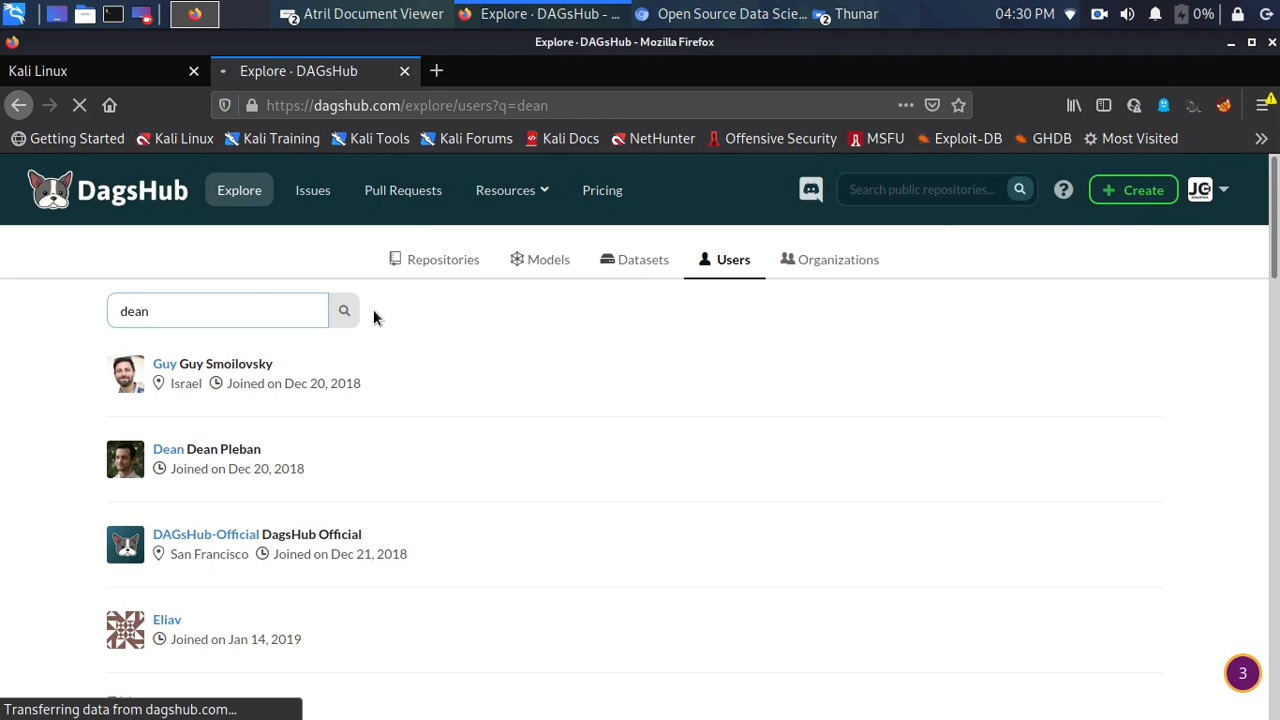 2 Atril Document Viewer Explore · DAGsHub - ... Open Source Data Scie... 2 Thunar 04:30 PM 0%
Explore · DAGsHub - Mozilla Firefox
Kali Linux Explore · DAGsHub
https://dagshub.com/explore/users?q=dean
Getting Started Kali Linux Kali Training Kali Tools Kali Forums Kali Docs NetHunter Offensive Security MSFU Exploit-DB GHDB Most Visited
DagsHub Explore Issues Pull Requests Resources Pricing Search public repositories... Create JC
Repositories Models Datasets Users Organizations
dean
Guy Guy Smoilovsky
Israel Joined on Dec 20, 2018
Dean Dean Pleban
Joined on Dec 20, 2018
DAGsHub-Official DagsHub Official
San Francisco Joined on Dec 21, 2018
Eliav
Joined on Jan 14, 2019
3
Transferring data from dagshub.com...